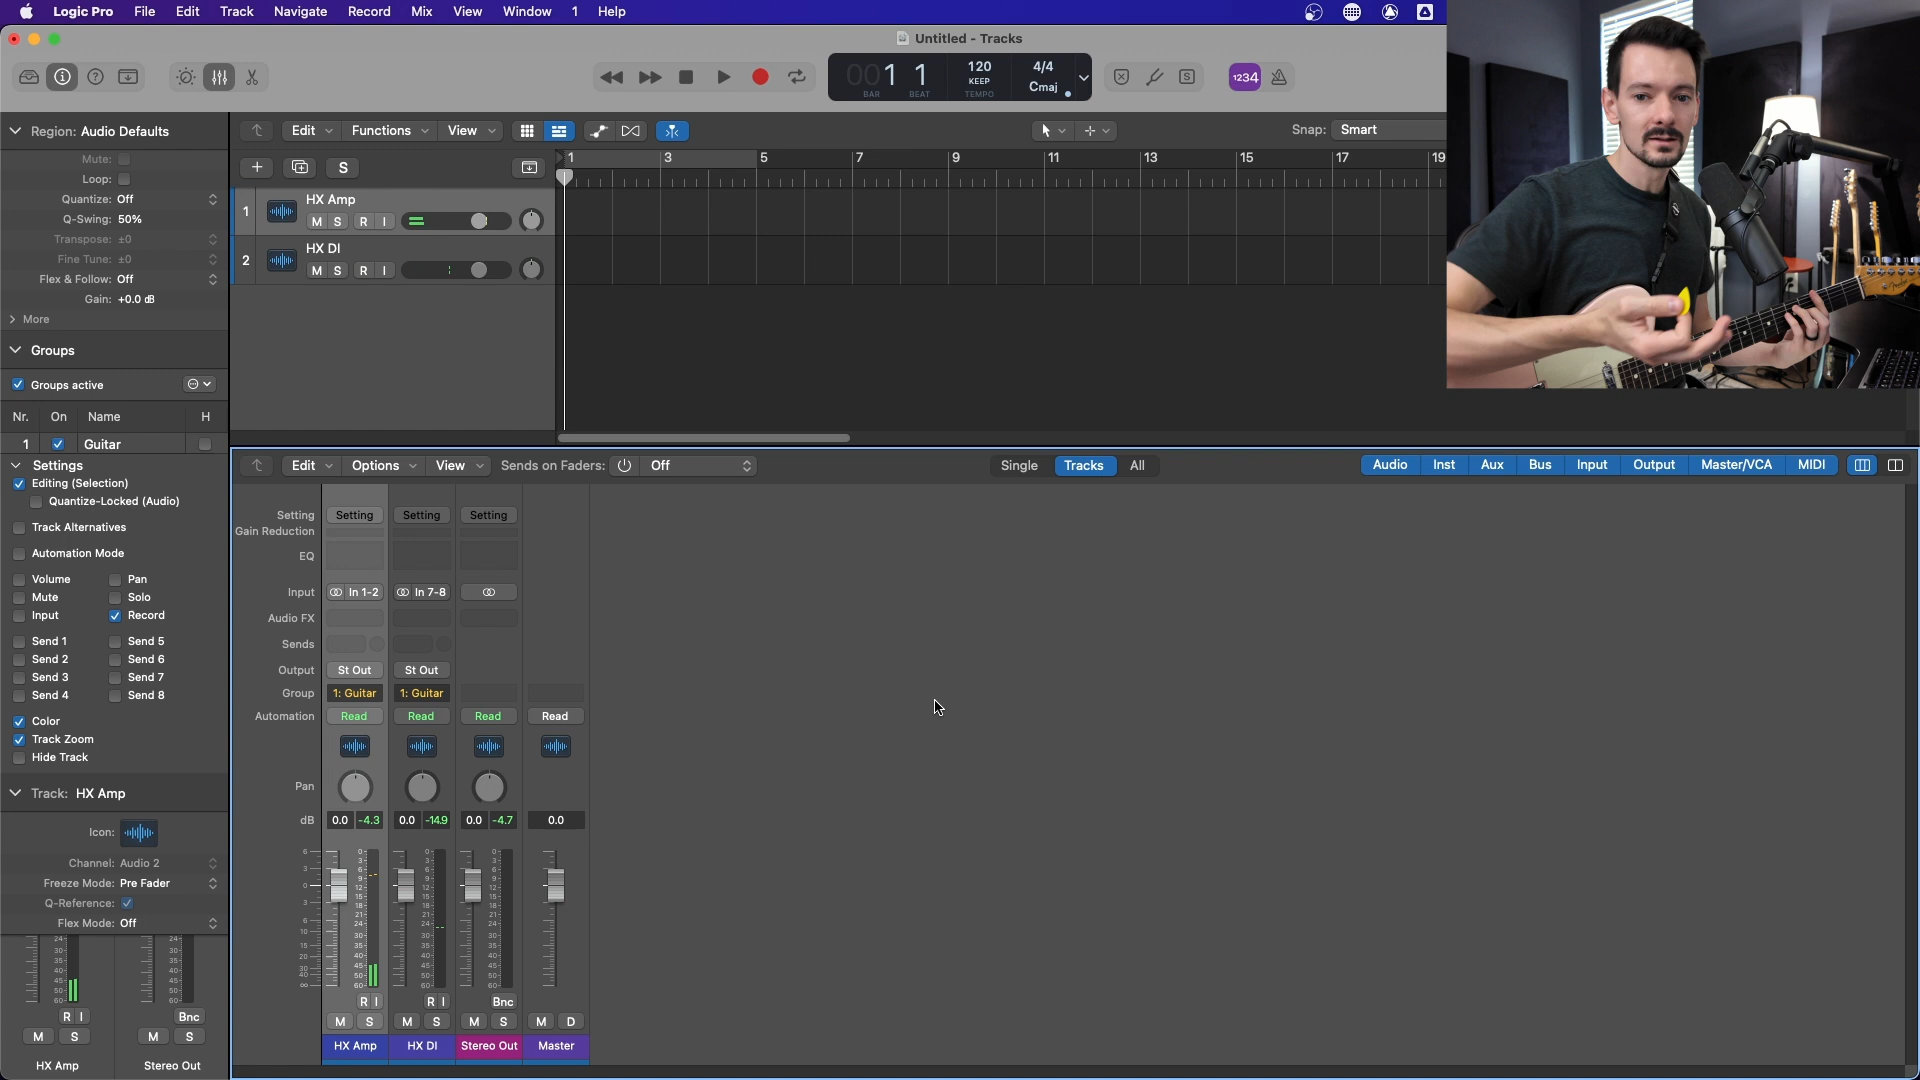 Logic Pro File Edit Track Navigate Record Mix View Window 1 Help
Untitled - Tracks
001 1
BAR BEAT
120
KEEP
TEMPO
4/4
Cmaj
1234
Region: Audio Defaults
Mute:
Loop:
Quantize: Off
Q-Swing: 50%
Transpose: ±0
Fine Tune: ±0
Flex & Follow: Off
Gain: +0.0 dB
More
Groups
Groups active
Nr. On Name H
1 Guitar
Settings
Editing (Selection)
Quantize-Locked (Audio)
Track Alternatives
Automation Mode
Volume Pan
Mute Solo
Input Record
Send 1 Send 5
Send 2 Send 6
Send 3 Send 7
Send 4 Send 8
Color
Track Zoom
Hide Track
Track: HX Amp
Icon:
Channel: Audio 2
Freeze Mode: Pre Fader
Q-Reference:
Flex Mode: Off
R I Bnc
M S M S
HX Amp Stereo Out
Edit Functions View
Snap: Smart
S
1 3 5 7 9 11 13 15 17 19
1 HX Amp
M S R I
2 HX DI
M S R I
Edit Options View Sends on Faders: Off Single Tracks All Audio Inst Aux Bus Input Output Master/VCA MIDI
Setting Setting Setting Setting
Gain Reduction
EQ
Input In 1-2 In 7-8
Audio FX
Sends
Output St Out St Out
Group 1: Guitar 1: Guitar
Automation Read Read Read Read
Pan
dB 0.0 -4.3 0.0 -14.9 0.0 -4.7 0.0
R I R I Bnc
M S M S M S M D
HX Amp HX DI Stereo Out Master